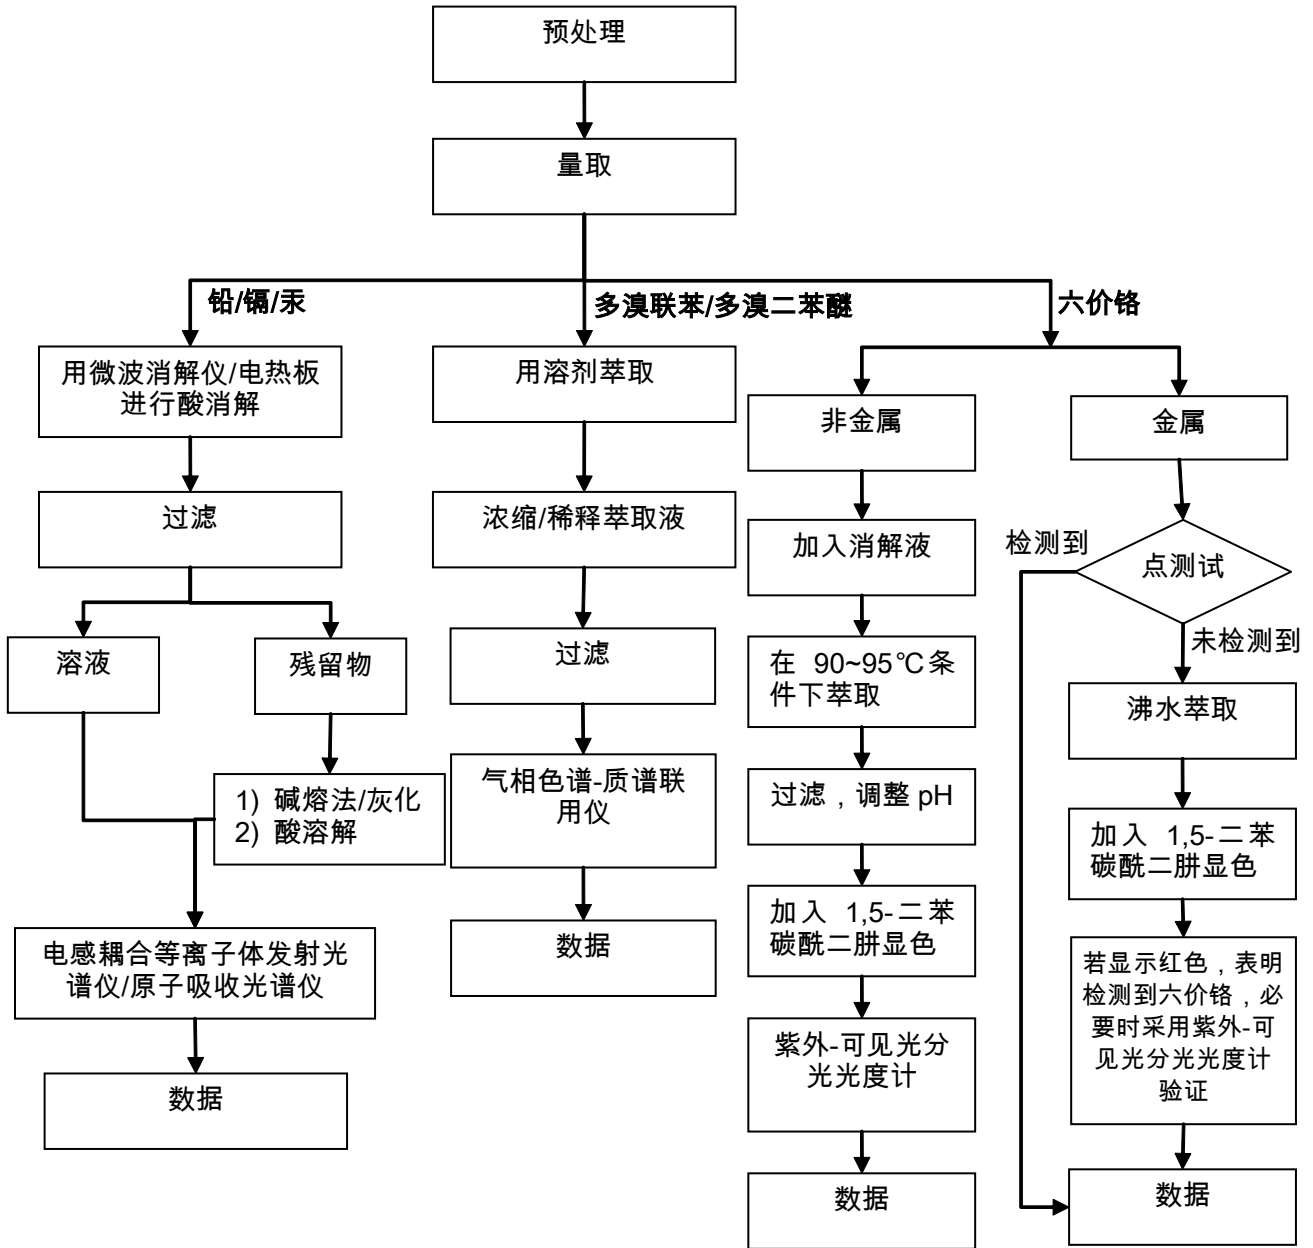 预处理
量取
铅/镉/汞
多溴联苯/多溴二苯醚
六价铬
用微波消解仪/电热板
进行酸消解
过滤
溶液
残留物
1) 碱熔法/灰化
2) 酸溶解
电感耦合等离子体发射光
谱仪/原子吸收光谱仪
数据
用溶剂萃取
浓缩/稀释萃取液
过滤
气相色谱-质谱联
用仪
数据
非金属
加入消解液
在 90~95℃条
件下萃取
过滤，调整 pH
加入 1,5-二苯
碳酰二肼显色
紫外-可见光分
光光度计
数据
金属
点测试
检测到
未检测到
沸水萃取
加入 1,5-二苯
碳酰二肼显色
若显示红色，表明
检测到六价铬，必
要时采用紫外-可
见光分光光度计
验证
数据